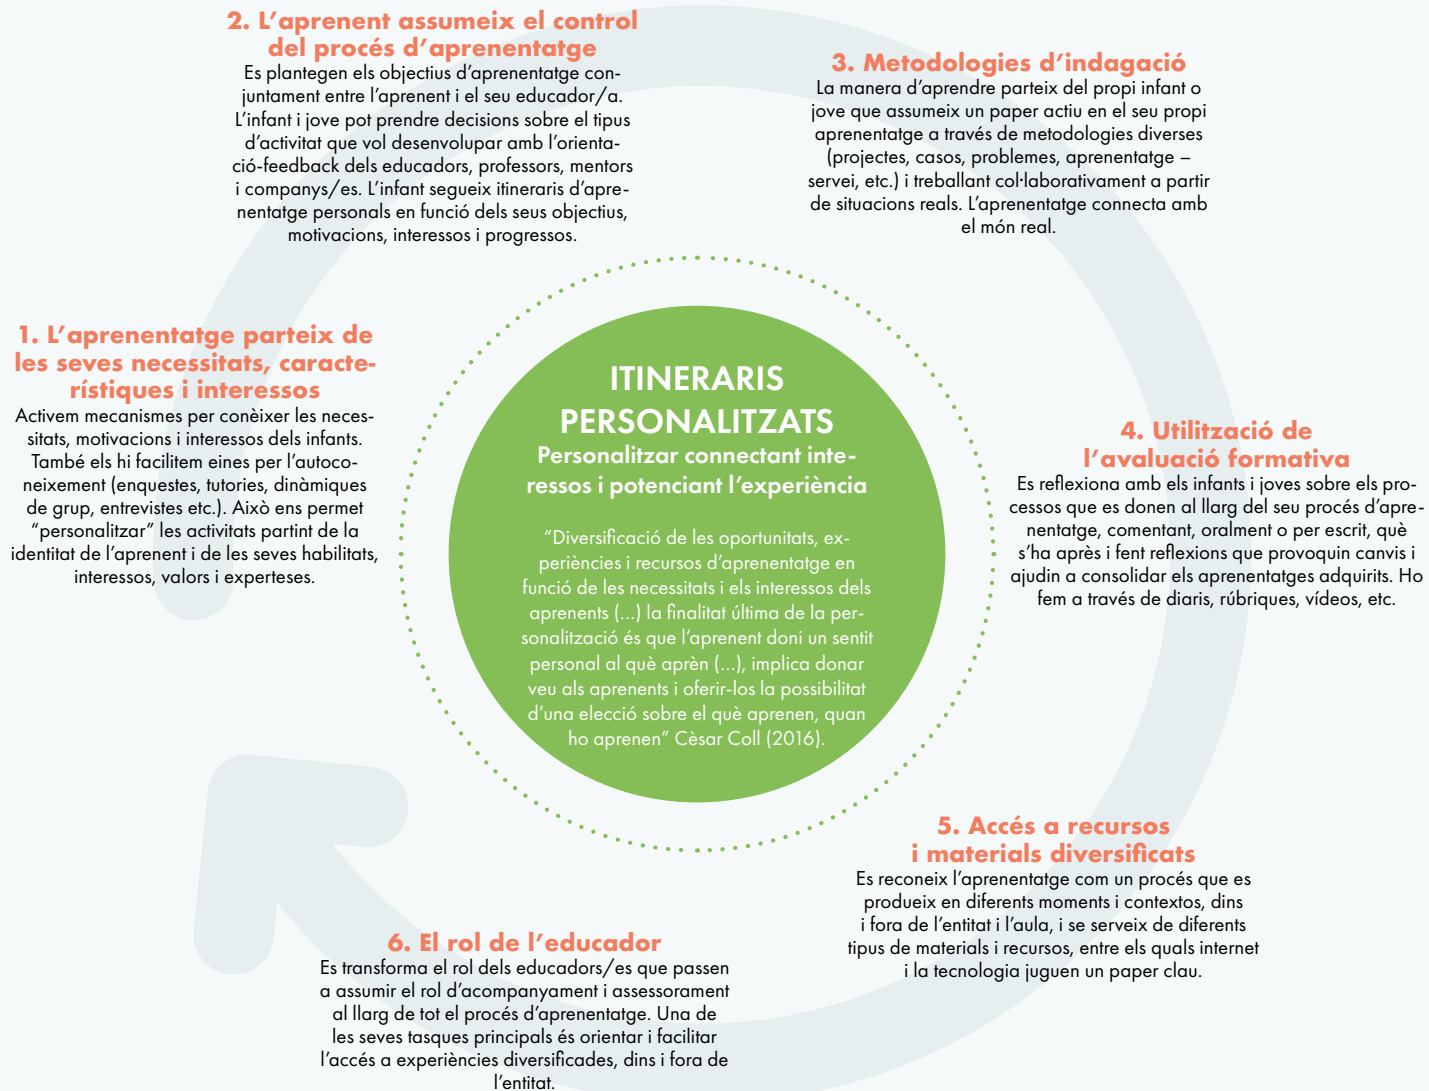 2. L’aprenent assumeix el control
del procés d’aprenentatge
Es plantegen els objectius d’aprenentatge con-
juntament entre l’aprenent i el seu educador/a.
L’infant i jove pot prendre decisions sobre el tipus
d’activitat que vol desenvolupar amb l’orienta-
ció-feedback dels educadors, professors, mentors
i companys/es. L’infant segueix itineraris d’apre-
nentatge personals en funció dels seus objectius,
motivacions, interessos i progressos.
3. Metodologies d’indagació
La manera d’aprendre parteix del propi infant o
jove que assumeix un paper actiu en el seu propi
aprenentatge a través de metodologies diverses
(projectes, casos, problemes, aprenentatge –
servei, etc.) i treballant col·laborativament a partir
de situacions reals. L’aprenentatge connecta amb
el món real.
1. L’aprenentatge parteix de
les seves necessitats, caracte-
rístiques i interessos
Activem mecanismes per conèixer les neces-
sitats, motivacions i interessos dels infants.
També els hi facilitem eines per l’autoco-
neixement (enquestes, tutories, dinàmiques
de grup, entrevistes etc.). Això ens permet
“personalitzar” les activitats partint de la
identitat de l’aprenent i de les seves habilitats,
interessos, valors i experteses.
ITINERARIS
PERSONALITZATS
Personalitzar connectant inte-
ressos i potenciant l’experiència
“Diversificació de les oportunitats, ex-
periències i recursos d’aprenentatge en
funció de les necessitats i els interessos dels
aprenents (...) la finalitat última de la per-
sonalització és que l’aprenent doni un sentit
personal al què aprèn (...), implica donar
veu als aprenents i oferir-los la possibilitat
d’una elecció sobre el què aprenen, quan
ho aprenen” Cèsar Coll (2016).
4. Utilització de
l’avaluació formativa
Es reflexiona amb els infants i joves sobre els pro-
cessos que es donen al llarg del seu procés d’apre-
nentatge, comentant, oralment o per escrit, què
s’ha après i fent reflexions que provoquin canvis i
ajudin a consolidar els aprenentatges adquirits. Ho
fem a través de diaris, rúbriques, vídeos, etc.
5. Accés a recursos
i materials diversificats
Es reconeix l’aprenentatge com un procés que es
produeix en diferents moments i contextos, dins
i fora de l’entitat i l’aula, i se serveix de diferents
tipus de materials i recursos, entre els quals internet
i la tecnologia juguen un paper clau.
6. El rol de l’educador
Es transforma el rol dels educadors/es que passen
a assumir el rol d’acompanyament i assessorament
al llarg de tot el procés d’aprenentatge. Una de
les seves tasques principals és orientar i facilitar
l’accés a experiències diversificades, dins i fora de
l’entitat.